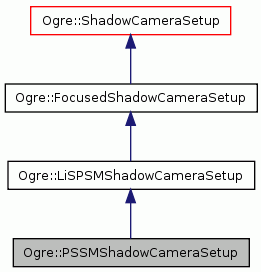 Ogre::ShadowCameraSetup
Ogre::FocusedShadowCameraSetup
Ogre::LiSPSMShadowCameraSetup
Ogre::PSSMShadowCameraSetup